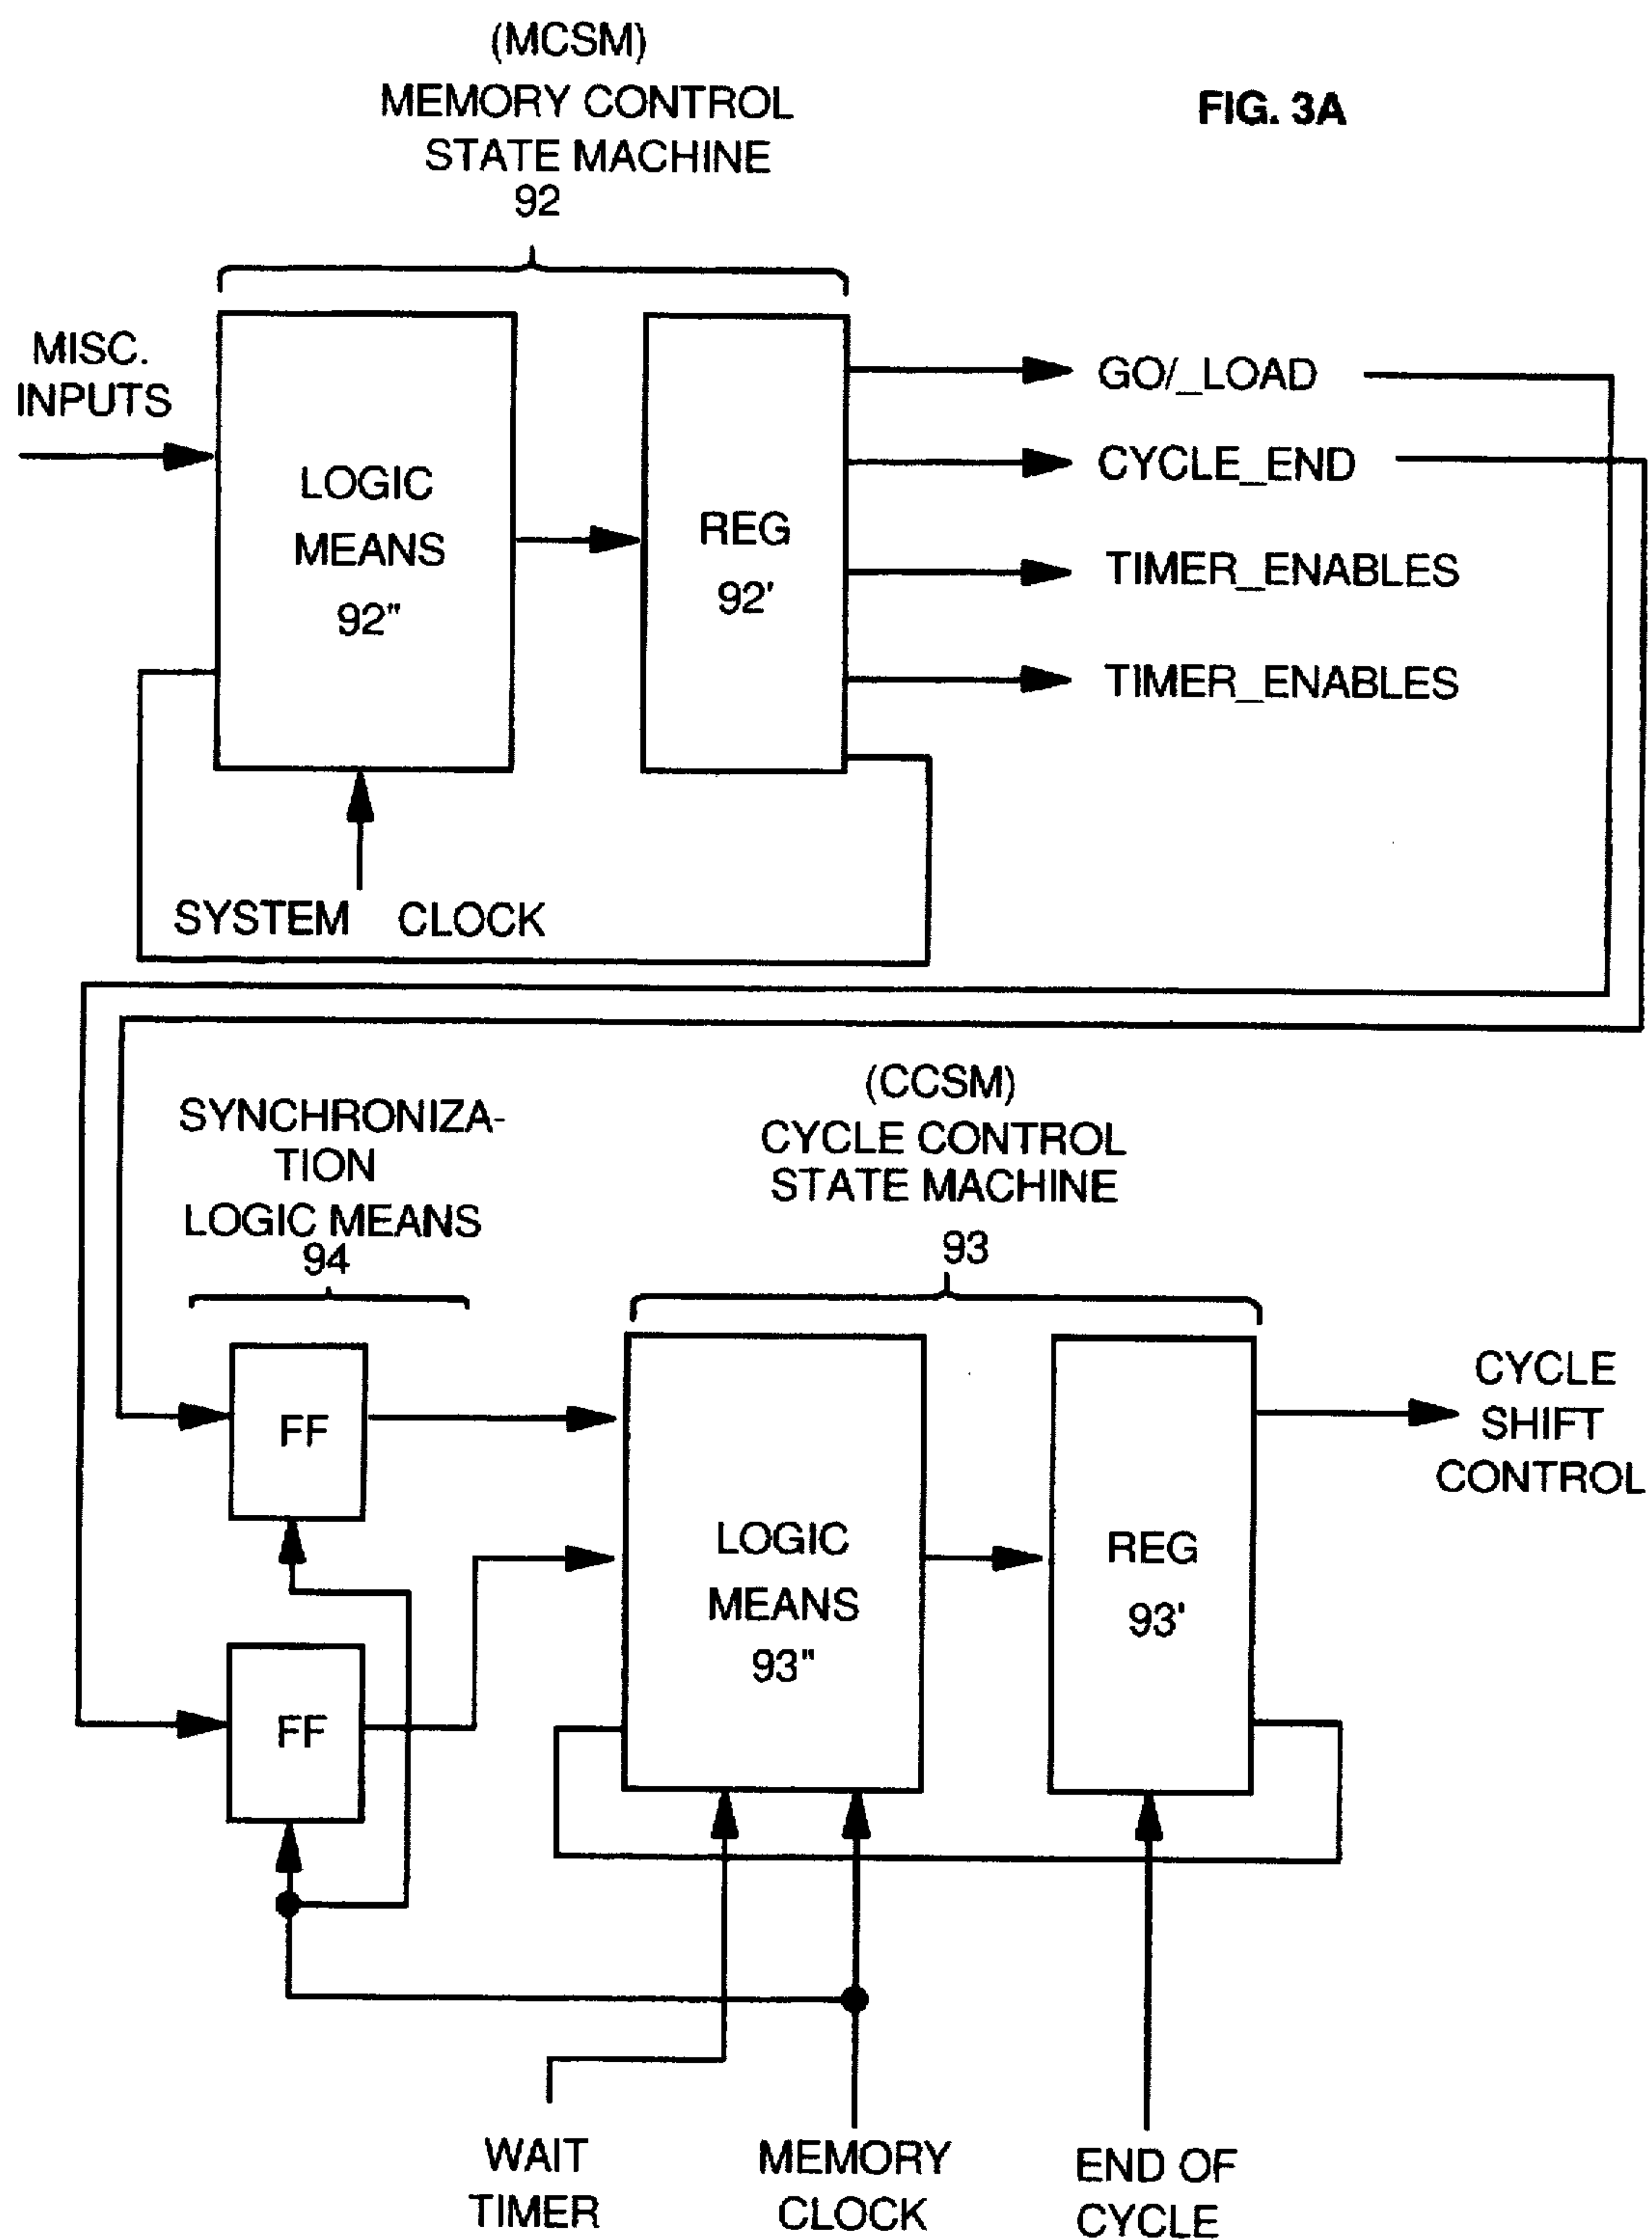 (MCSM)
MEMORY CONTROL
STATE MACHINE
92
FIG. 3A
MISC.
INPUTS
LOGIC
MEANS
92"
REG
92'
GO/_LOAD
CYCLE_END
TIMER_ENABLES
TIMER_ENABLES
SYSTEM CLOCK
SYNCHRONIZA-
TION
LOGIC MEANS
94
(CCSM)
CYCLE CONTROL
STATE MACHINE
93
FF
FF
LOGIC
MEANS
93"
REG
93'
CYCLE
SHIFT
CONTROL
WAIT
TIMER
MEMORY
CLOCK
END OF
CYCLE